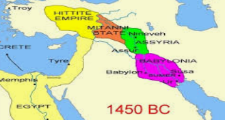 Troy
HITTITE
EMPIRE
MITANNI
STATE
Nineveh
CRETE
ASSYRIA
Assur
Tyre
BABYLONIA
Babylon
Susa
Memphis
EGYPT
1450 BC